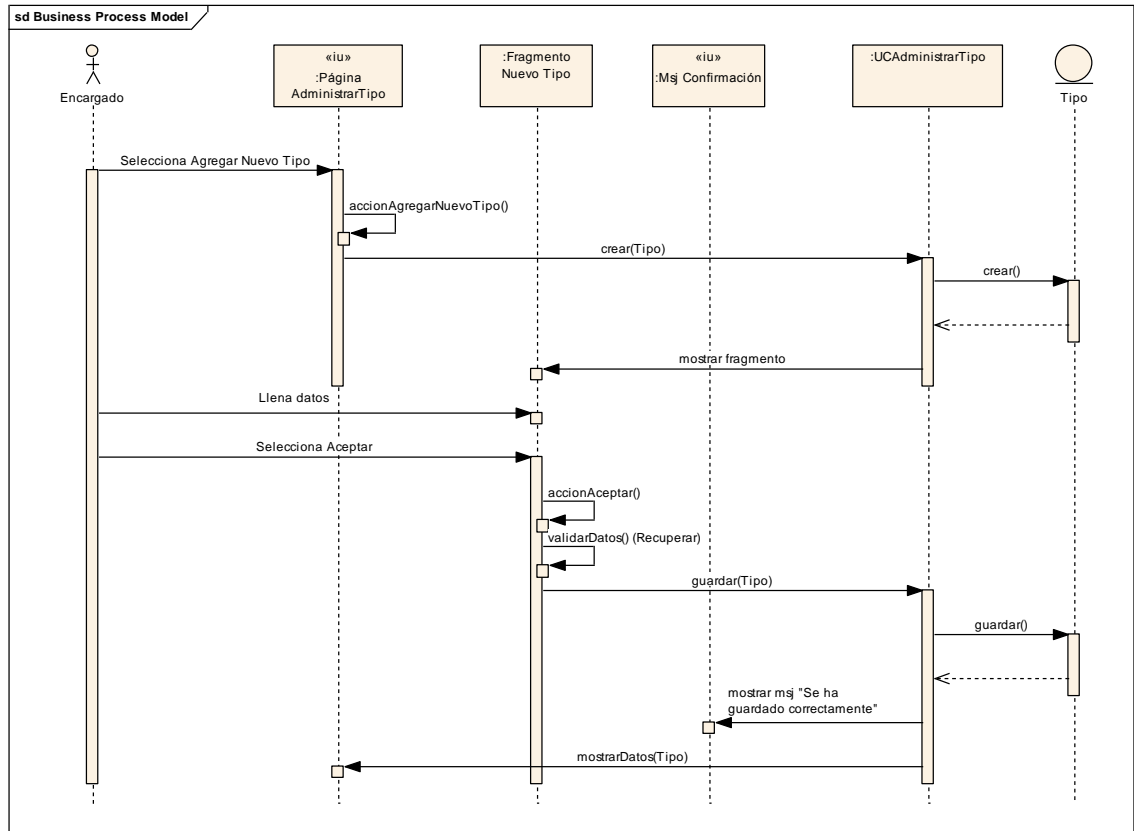 sd Business Process Model
Encargado
«iu»
:Página
AdministrarTipo
:Fragmento
Nuevo Tipo
«iu»
:Msj Confirmación
:UCAdministrarTipo
Tipo
Selecciona Agregar Nuevo Tipo
accionAgregarNuevoTipo()
crear(Tipo)
crear()
mostrar fragmento
Llena datos
Selecciona Aceptar
accionAceptar()
validarDatos() (Recuperar)
guardar(Tipo)
guardar()
mostrar msj "Se ha
guardado correctamente"
mostrarDatos(Tipo)